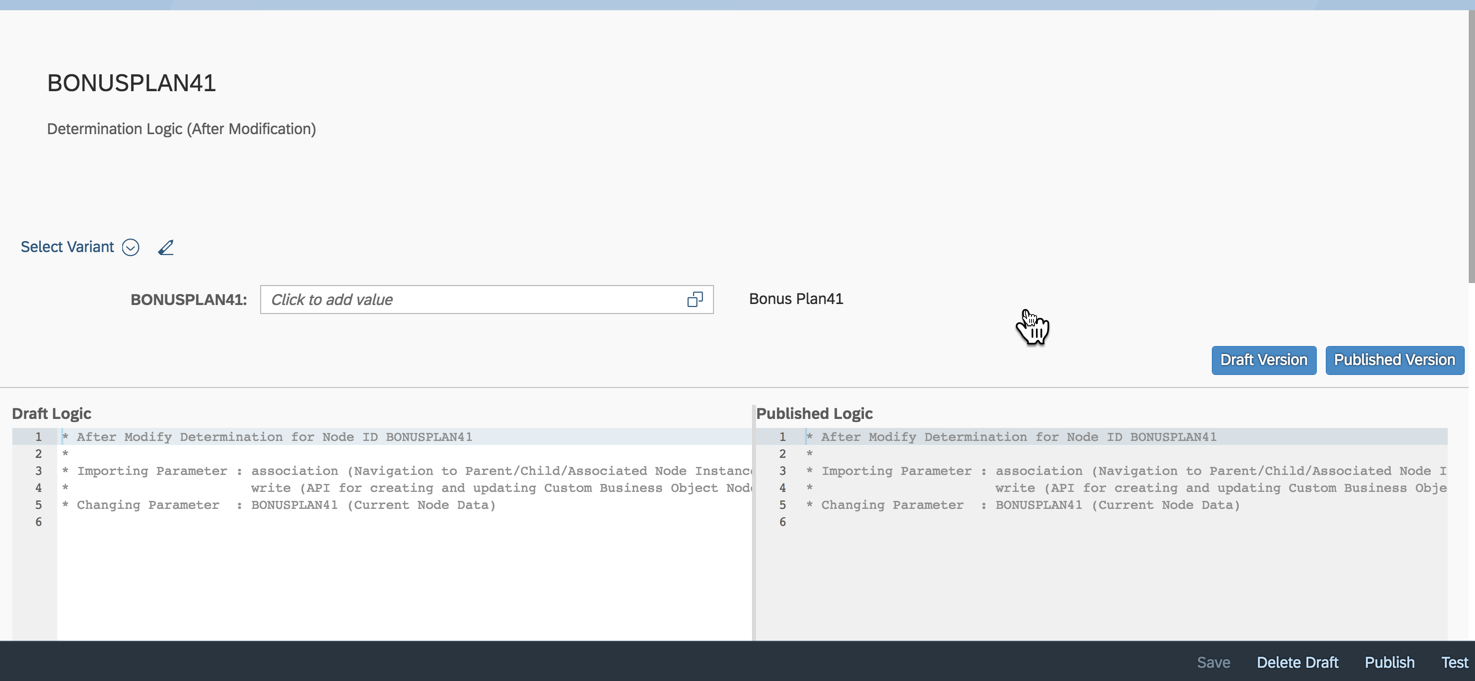 BONUSPLAN41
Determination Logic (After Modification)
Select Variant
BONUSPLAN41: Click to add value Bonus Plan41
Draft Version Published Version
Draft Logic
1 * After Modify Determination for Node ID BONUSPLAN41
2 *
3 * Importing Parameter : association (Navigation to Parent/Child/Associated Node Instanc
4 * write (API for creating and updating Custom Business Object Nod
5 * Changing Parameter : BONUSPLAN41 (Current Node Data)
6
Published Logic
1 * After Modify Determination for Node ID BONUSPLAN41
2 *
3 * Importing Parameter : association (Navigation to Parent/Child/Associated Node I
4 * write (API for creating and updating Custom Business Obje
5 * Changing Parameter : BONUSPLAN41 (Current Node Data)
6
Save Delete Draft Publish Test